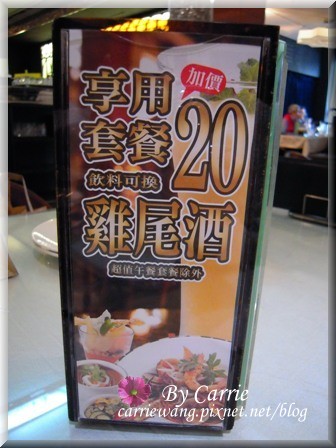 享用
套餐
飲料可換
加價
20
雞尾酒
超值午餐套餐除外
By Carrie
carriewang.pixnet.net/blog